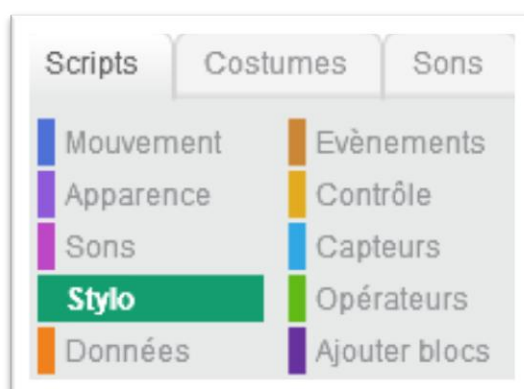 Scripts Costumes Sons
Mouvement Evènements
Apparence Contrôle
Sons Capteurs
Stylo Opérateurs
Données Ajouter blocs